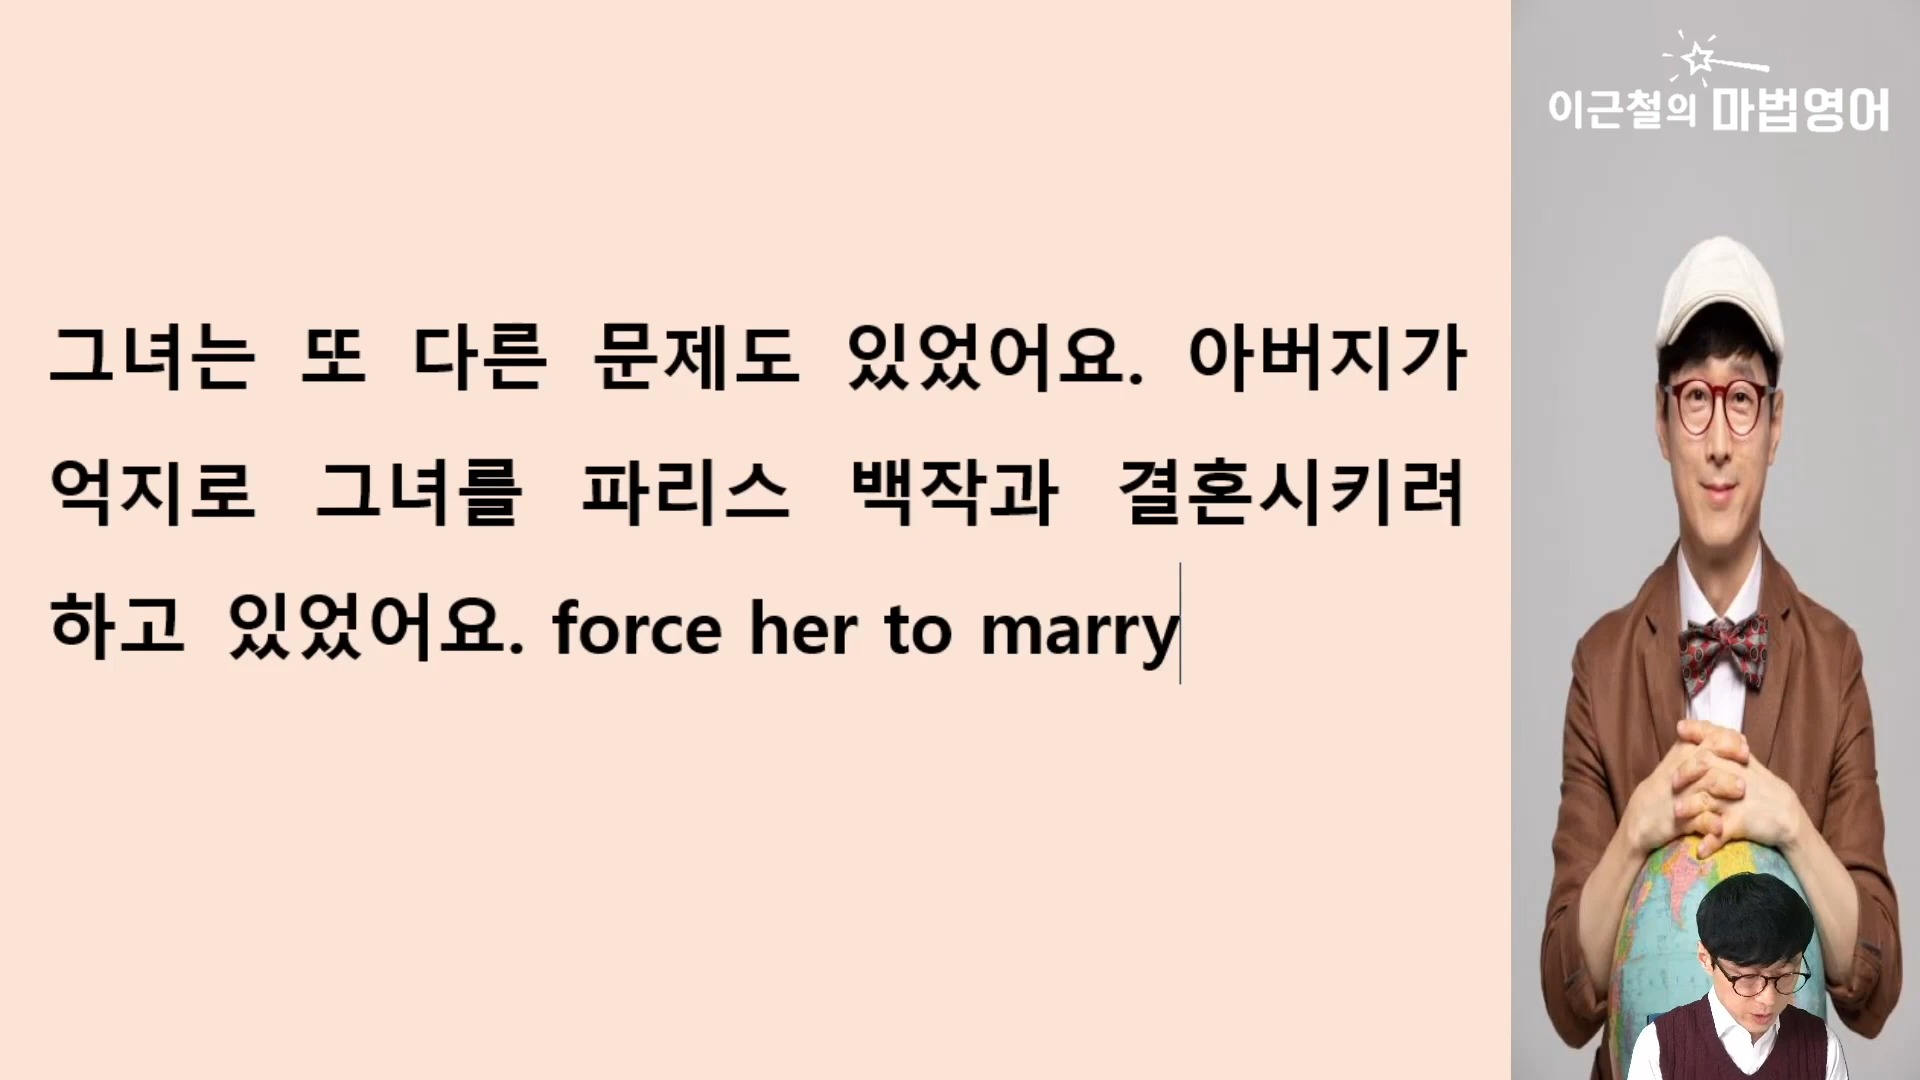 이근철의 마법영어
그녀는 또 다른 문제도 있었어요. 아버지가
억지로 그녀를 파리스 백작과 결혼시키려
하고 있었어요. force her to marry